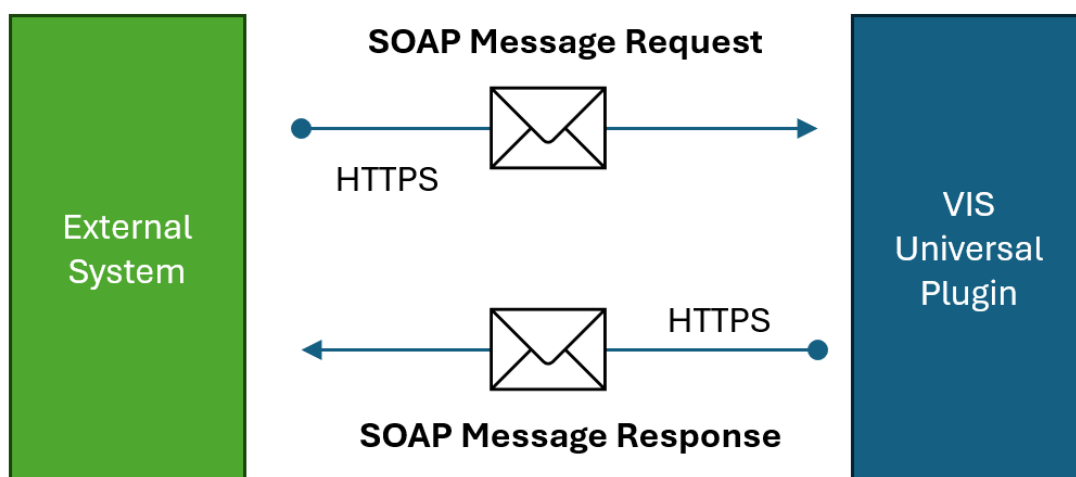 SOAP Message Request
HTTPS
External
System
VIS
Universal
Plugin
HTTPS
SOAP Message Response